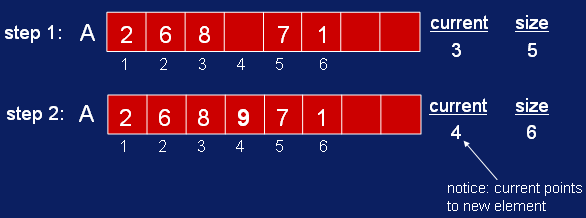 current size
step 1: A 2 6 8 7 1 3 5
1 2 3 4 5 6
current size
step 2: A 2 6 8 9 7 1 4 6
1 2 3 4 5 6
notice: current points
to new element